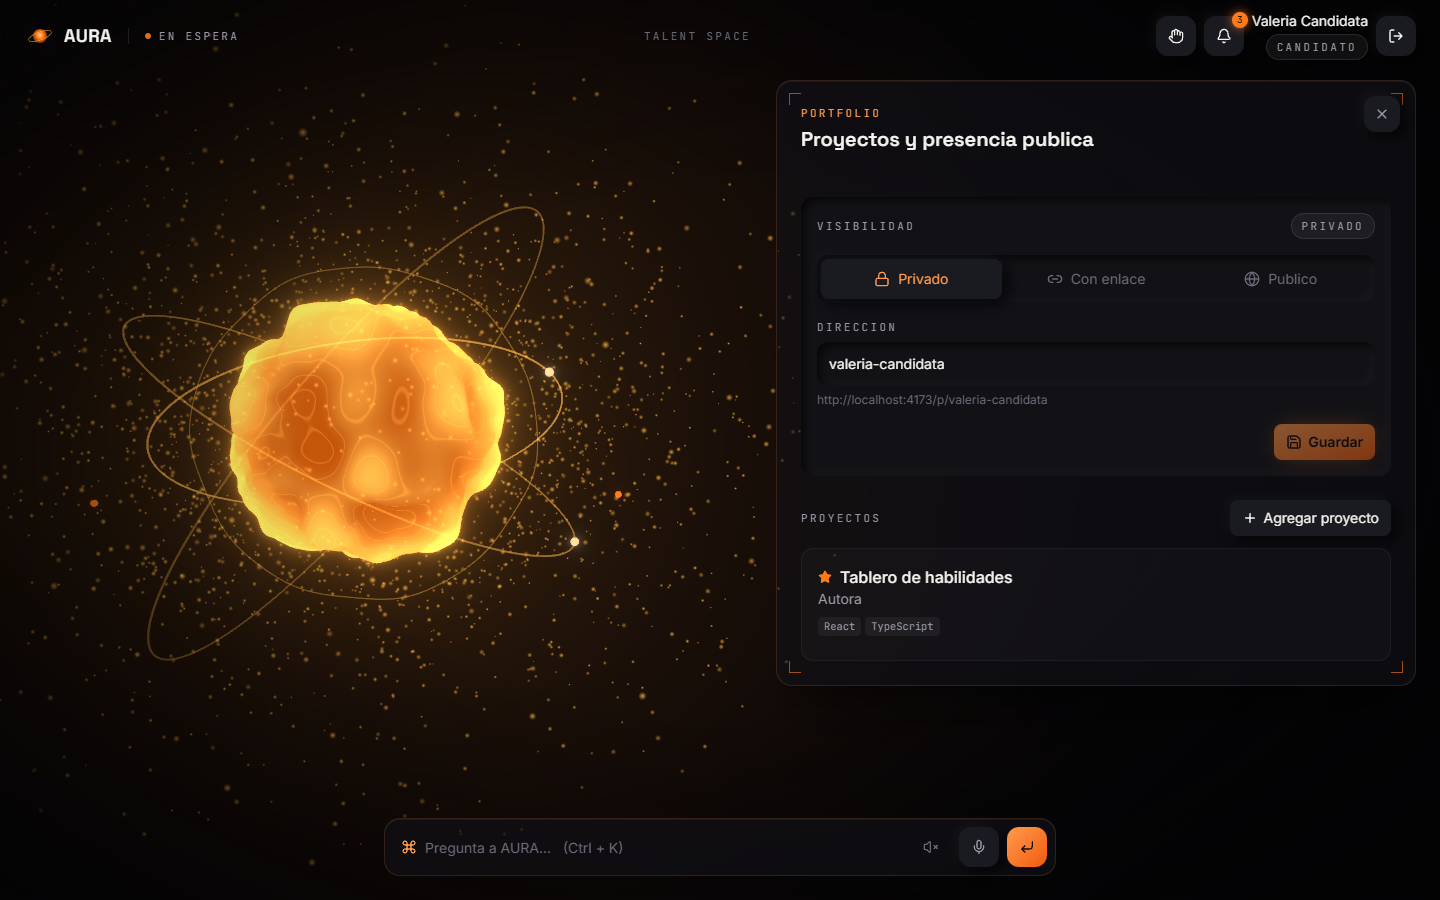 AURA
EN ESPERA
TALENT SPACE
3
Valeria Candidata
CANDIDATO
PORTFOLIO
Proyectos y presencia publica
VISIBILIDAD
PRIVADO
Privado
Con enlace
Publico
DIRECCION
valeria-candidata
http://localhost:4173/p/valeria-candidata
Guardar
PROYECTOS
Agregar proyecto
Tablero de habilidades
Autora
React
TypeScript
Pregunta a AURA... (Ctrl + K)